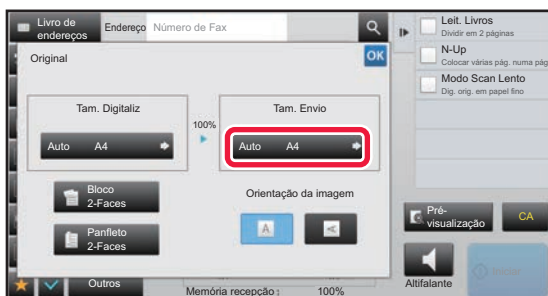 Livro de
endereços
Endereço
Número de Fax
Original
OK
Tam. Digitaliz
Auto A4
100%
Tam. Envio
Auto A4
Bloco
2-Faces
Panfleto
2-Faces
Orientação da imagem
A
A
Outros
Memória recepção : 100%
Leit. Livros
Dividir em 2 páginas
N-Up
Colocar várias pág. numa pág
Modo Scan Lento
Dig. orig. em papel fino
Pré-
visualização
CA
Altifalante